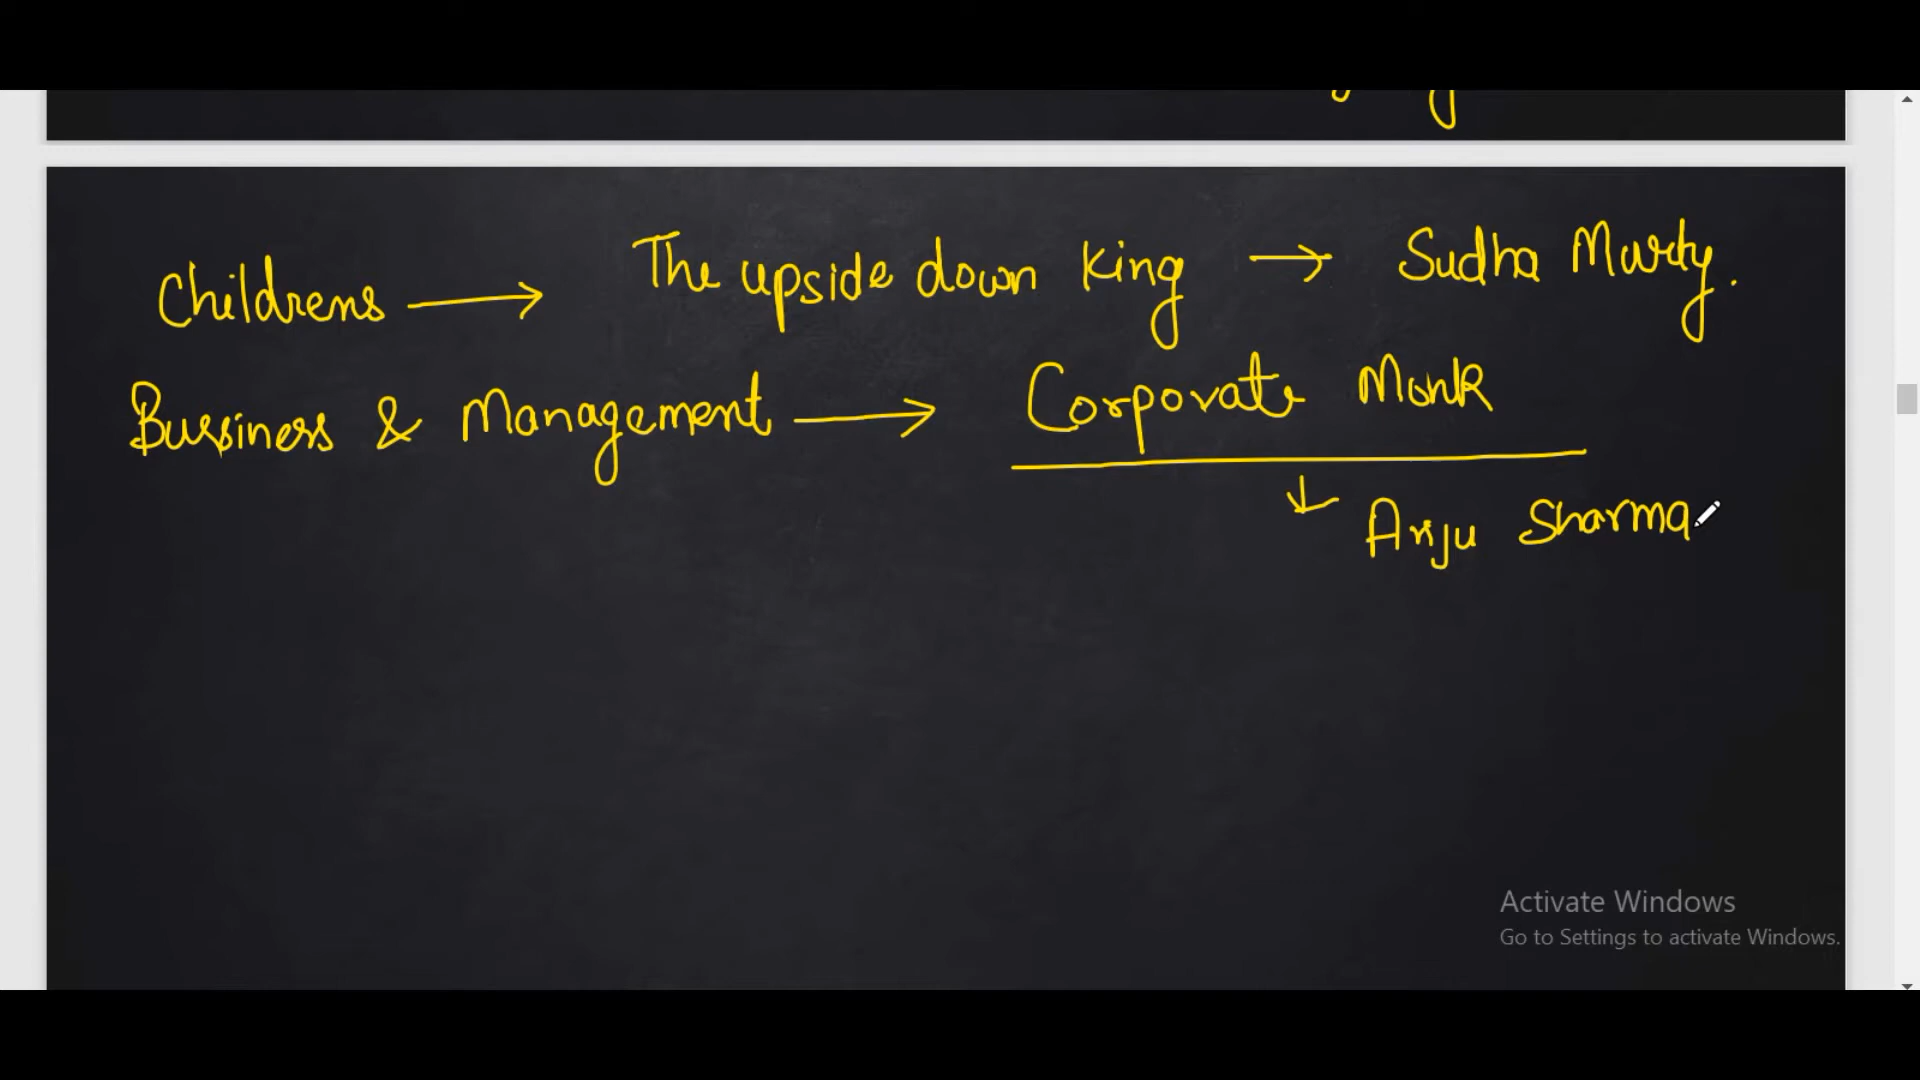 Childrens → The upside down King → Sudha Murty.
Bussiness & Management → Corporate Monk
↓ Anju Sharma
Activate Windows
Go to Settings to activate Windows.